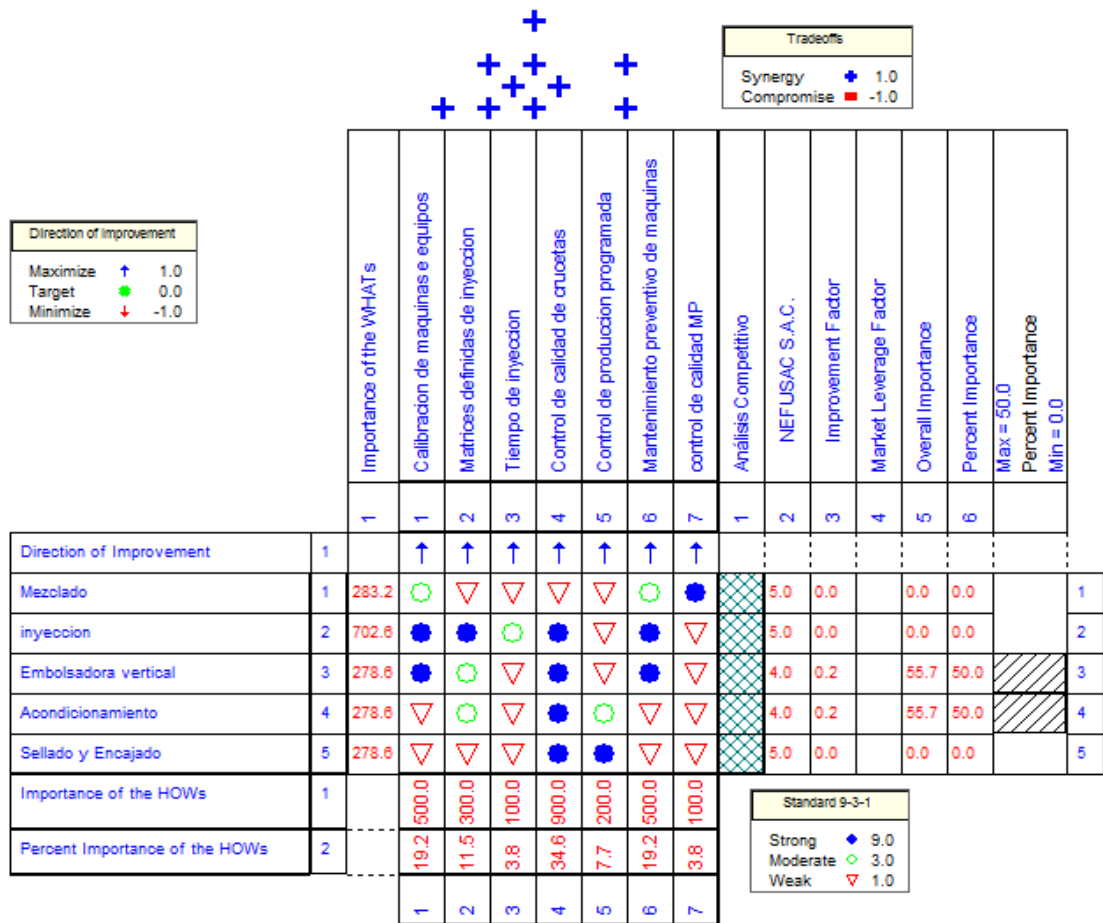 Tradeoffs
Synergy 1.0
Compromise -1.0
Direction of Improvement
Maximize 1.0
Target 0.0
Minimize -1.0
Importance of the WHATs
Calibracion de maquinas e equipos
Matrices definidas de inyeccion
Tiempo de inyeccion
Control de calidad de crucetas
Control de produccion programada
Mantenimiento preventivo de maquinas
control de calidad MP
Análisis Competitivo
NEFUSAC S.A.C.
Improvement Factor
Market Leverage Factor
Overall Importance
Percent Importance
Max = 50.0
Percent Importance
Min = 0.0
1 1 2 3 4 5 6 7 1 2 3 4 5 6
Direction of Improvement 1
Mezclado 1 283.2 5.0 0.0 0.0 0.0 1
inyeccion 2 702.6 5.0 0.0 0.0 0.0 2
Embolsadora vertical 3 278.6 4.0 0.2 55.7 50.0 3
Acondicionamiento 4 278.6 4.0 0.2 55.7 50.0 4
Sellado y Encajado 5 278.6 5.0 0.0 0.0 0.0 5
Importance of the HOWs 1 500.0 300.0 100.0 900.0 200.0 500.0 100.0
Percent Importance of the HOWs 2 19.2 11.5 3.8 34.6 7.7 19.2 3.8
1 2 3 4 5 6 7
Standard 9-3-1
Strong 9.0
Moderate 3.0
Weak 1.0